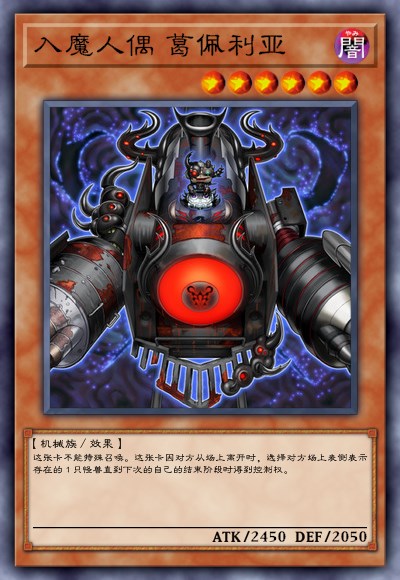 入魔人偶 葛佩利亚
やみ
闇
【机械族／效果】
这张卡不能特殊召唤。这张卡因对方从场上离开时，选择对方场上表侧表示
存在的1只怪兽直到下次的自己的结束阶段时得到控制权。
ATK/2450 DEF/2050